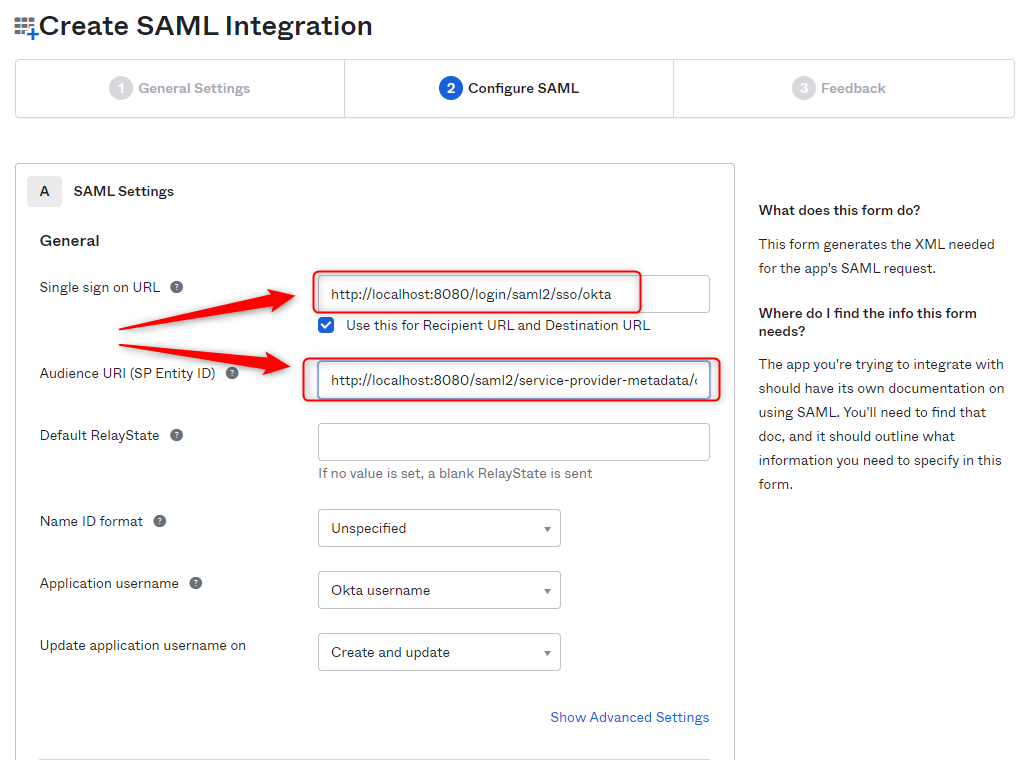 Create SAML Integration
1 General Settings
2 Configure SAML
3 Feedback
A SAML Settings
General
Single sign on URL ?
http://localhost:8080/login/saml2/sso/okta
Use this for Recipient URL and Destination URL
Audience URI (SP Entity ID) ?
http://localhost:8080/saml2/service-provider-metadata/
Default RelayState ?
If no value is set, a blank RelayState is sent
Name ID format ?
Unspecified
Application username ?
Okta username
Update application username on
Create and update
Show Advanced Settings
What does this form do?
This form generates the XML needed
for the app's SAML request.
Where do I find the info this form
needs?
The app you're trying to integrate with
should have its own documentation on
using SAML. You'll need to find that
doc, and it should outline what
information you need to specify in this
form.